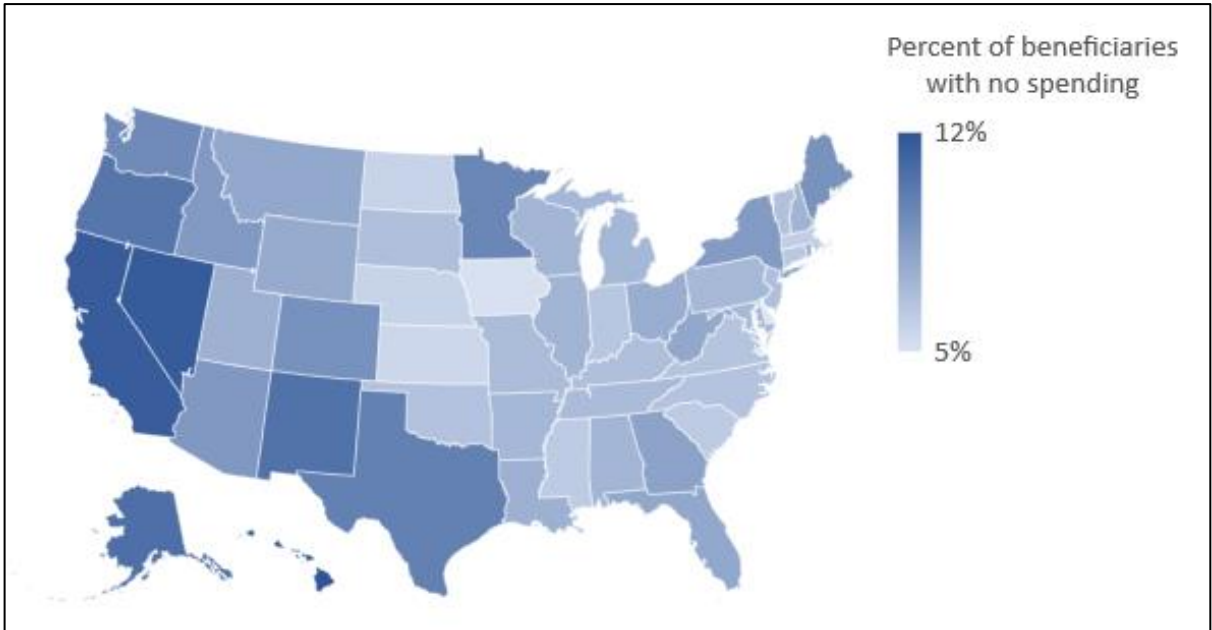 Percent of beneficiaries
with no spending
12%
5%